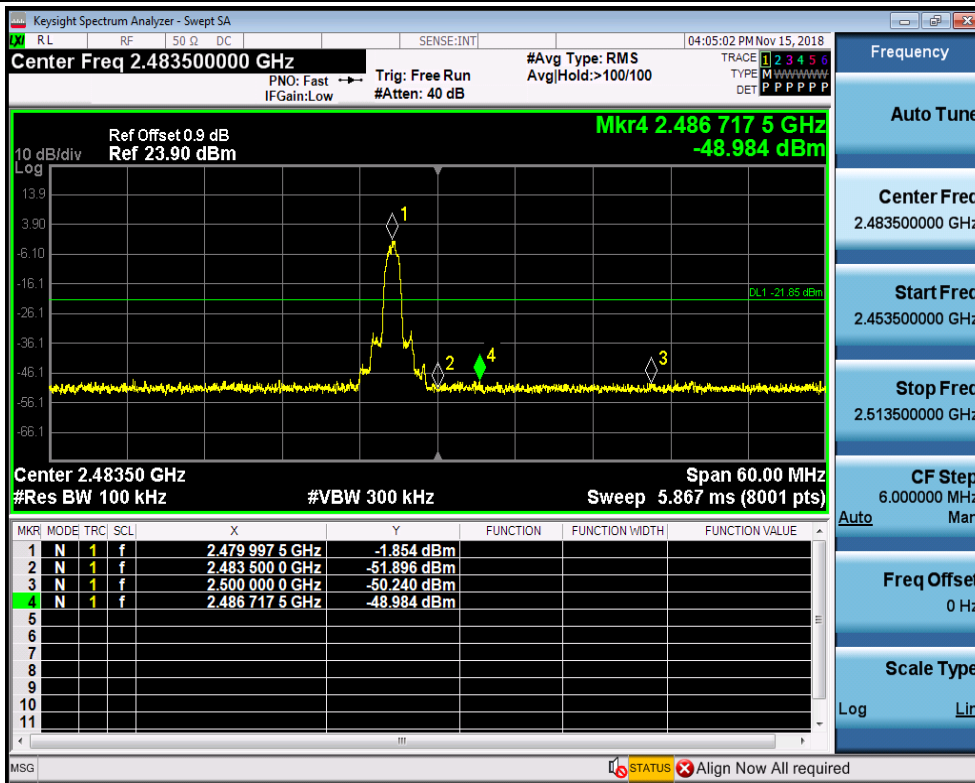 Keysight Spectrum Analyzer - Swept SA
LXI RL RF 50 Ω DC SENSE:INT 04:05:02 PM Nov 15, 2018
Center Freq 2.483500000 GHz
PNO: Fast
IFGain:Low
Trig: Free Run
#Atten: 40 dB
#Avg Type: RMS
Avg|Hold:>100/100
TRACE 1 2 3 4 5 6
TYPE M WWWWW
DET P P P P P P
Ref Offset 0.9 dB
10 dB/div Ref 23.90 dBm
Log
Mkr4 2.486 717 5 GHz
-48.984 dBm
13.9
3.90
-6.10
-16.1
-26.1
-36.1
-46.1
-56.1
-66.1
1
2
3
4
DL1 -21.85 dBm
Center 2.48350 GHz Span 60.00 MHz
#Res BW 100 kHz #VBW 300 kHz Sweep 5.867 ms (8001 pts)
MKR MODE TRC SCL X Y FUNCTION FUNCTION WIDTH FUNCTION VALUE
1 N 1 f 2.479 997 5 GHz -1.854 dBm
2 N 1 f 2.483 500 0 GHz -51.896 dBm
3 N 1 f 2.500 000 0 GHz -50.240 dBm
4 N 1 f 2.486 717 5 GHz -48.984 dBm
5
6
7
8
9
10
11
MSG STATUS Align Now All required
Frequency
Auto Tune
Center Freq
2.483500000 GHz
Start Freq
2.453500000 GHz
Stop Freq
2.513500000 GHz
CF Step
6.000000 MHz
Auto Man
Freq Offset
0 Hz
Scale Type
Log Lin